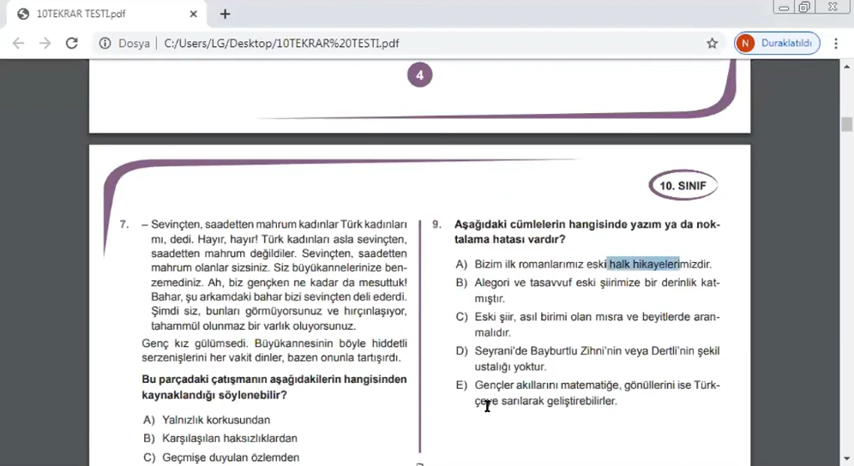 10TEKRAR TESTI.pdf
Dosya | C:/Users/LG/Desktop/10TEKRAR%20TESTI.pdf
N Duraklatıldı
4
10. SINIF
7. – Sevinçten, saadetten mahrum kadınlar Türk kadınları
mı, dedi. Hayır, hayır! Türk kadınları asla sevinçten,
saadetten mahrum değildiler. Sevinçten, saadetten
mahrum olanlar sizsiniz. Siz büyükannelerinize ben-
zemediniz. Ah, biz gençken ne kadar da mesuttuk!
Bahar, şu arkamdaki bahar bizi sevinçten deli ederdi.
Şimdi siz, bunları görmüyorsunuz ve hırçınlaşıyor,
tahammül olunmaz bir varlık oluyorsunuz.
Genç kız gülümsedi. Büyükannesinin böyle hiddetli
serzenişlerini her vakit dinler, bazen onunla tartışırdı.
Bu parçadaki çatışmanın aşağıdakilerin hangisinden
kaynaklandığı söylenebilir?
A) Yalnızlık korkusundan
B) Karşılaşılan haksızlıklardan
C) Geçmişe duyulan özlemden
9. Aşağıdaki cümlelerin hangisinde yazım ya da nok-
talama hatası vardır?
A) Bizim ilk romanlarımız eski halk hikayelerimizdir.
B) Alegori ve tasavvuf eski şiirimize bir derinlik kat-
mıştır.
C) Eski şiir, asıl birimi olan mısra ve beyitlerde aran-
malıdır.
D) Seyrani’de Bayburtlu Zihni’nin veya Dertli’nin şekil
ustalığı yoktur.
E) Gençler akıllarını matematiğe, gönüllerini ise Türk-
çeye sarılarak geliştirebilirler.